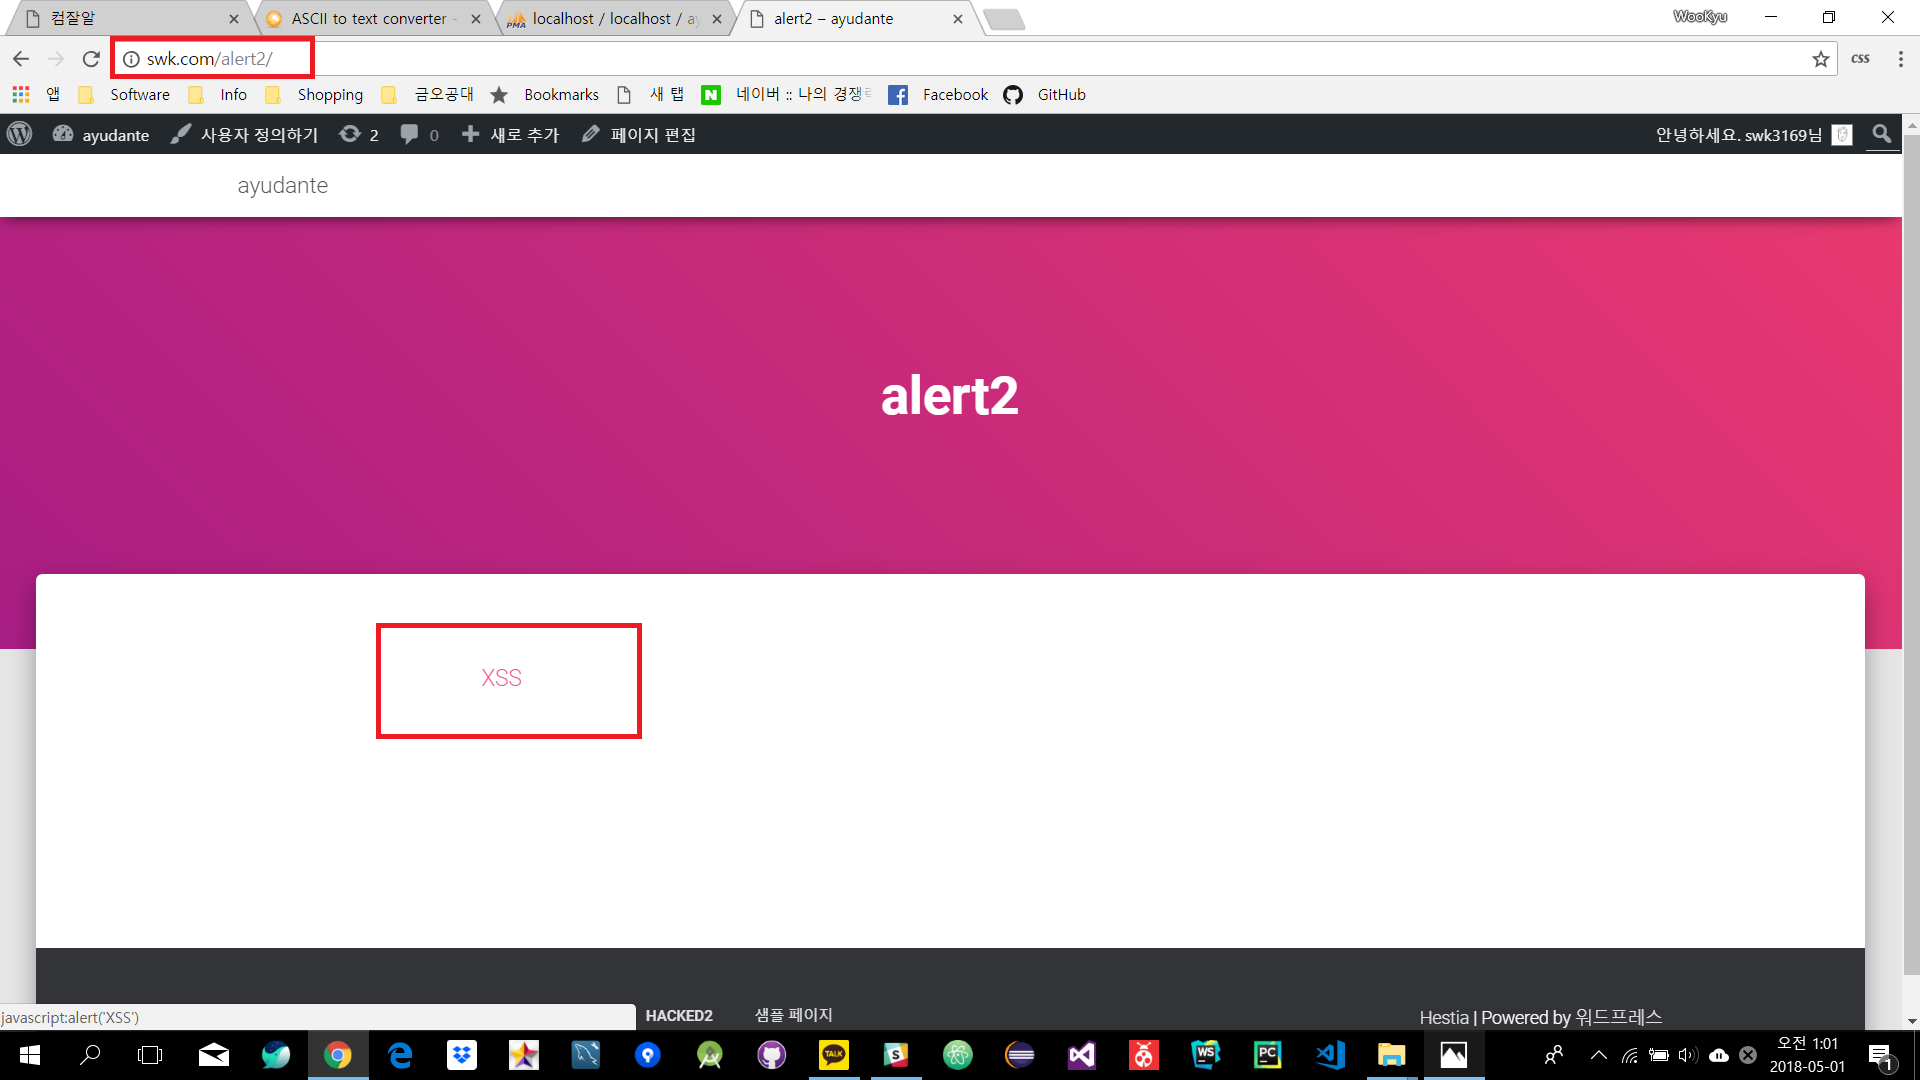 컴잘알
ASCII to text converter -
localhost / localhost / ay
alert2 – ayudante
WooKyu
swk.com/alert2/
css
앱 Software Info Shopping 금오공대 Bookmarks 새 탭 네이버 :: 나의 경쟁력 Facebook GitHub
ayudante 사용자 정의하기 2 0 새로 추가 페이지 편집 안녕하세요. swk3169님
ayudante
alert2
XSS
HACKED2 샘플 페이지 Hestia | Powered by 워드프레스
javascript:alert('XSS')
오전 1:01
2018-05-01
1